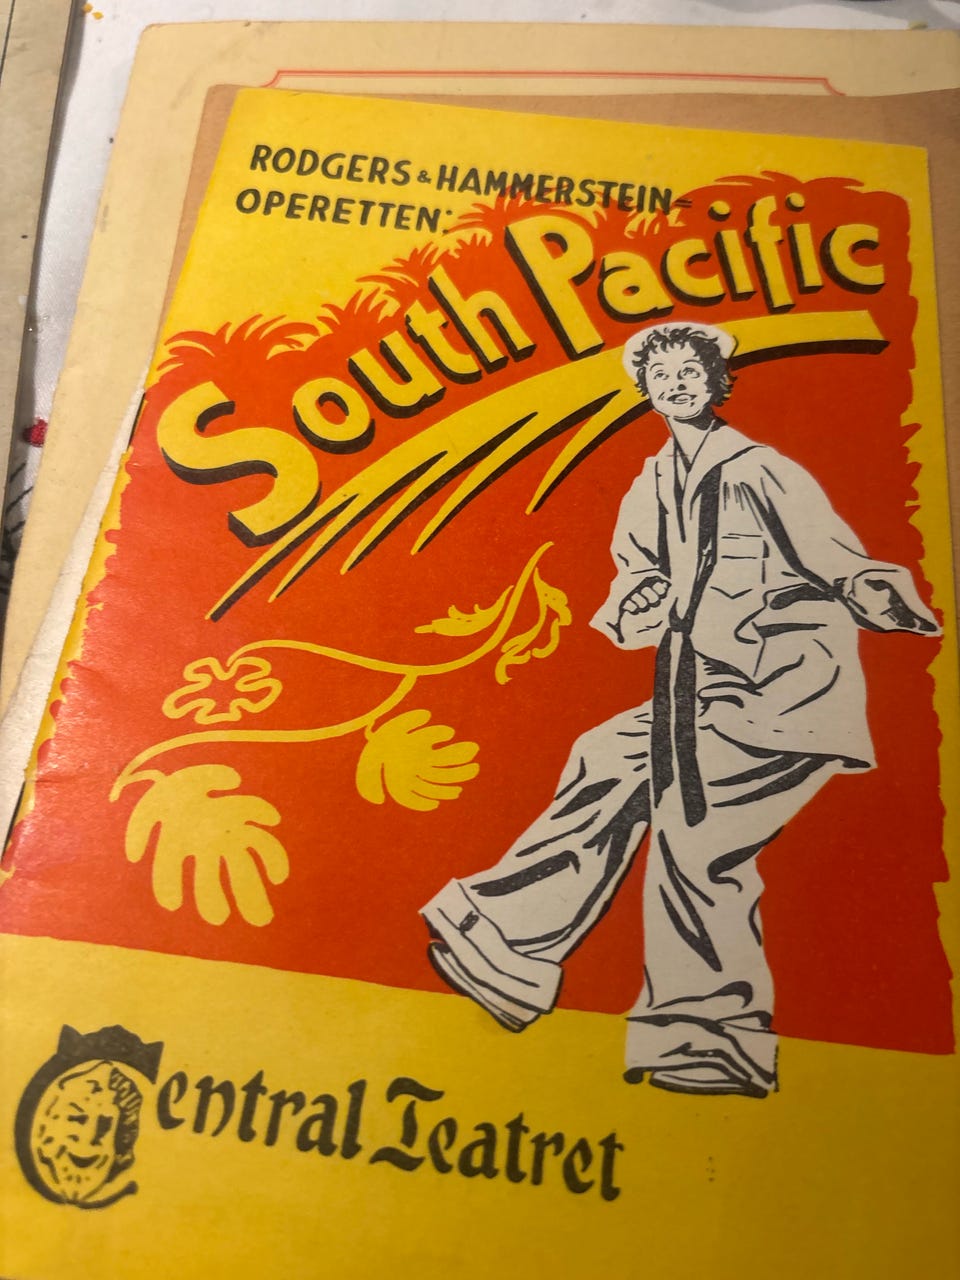 RODGERS & HAMMERSTEIN=
OPERETTEN:
South Pacific
Central Teatret